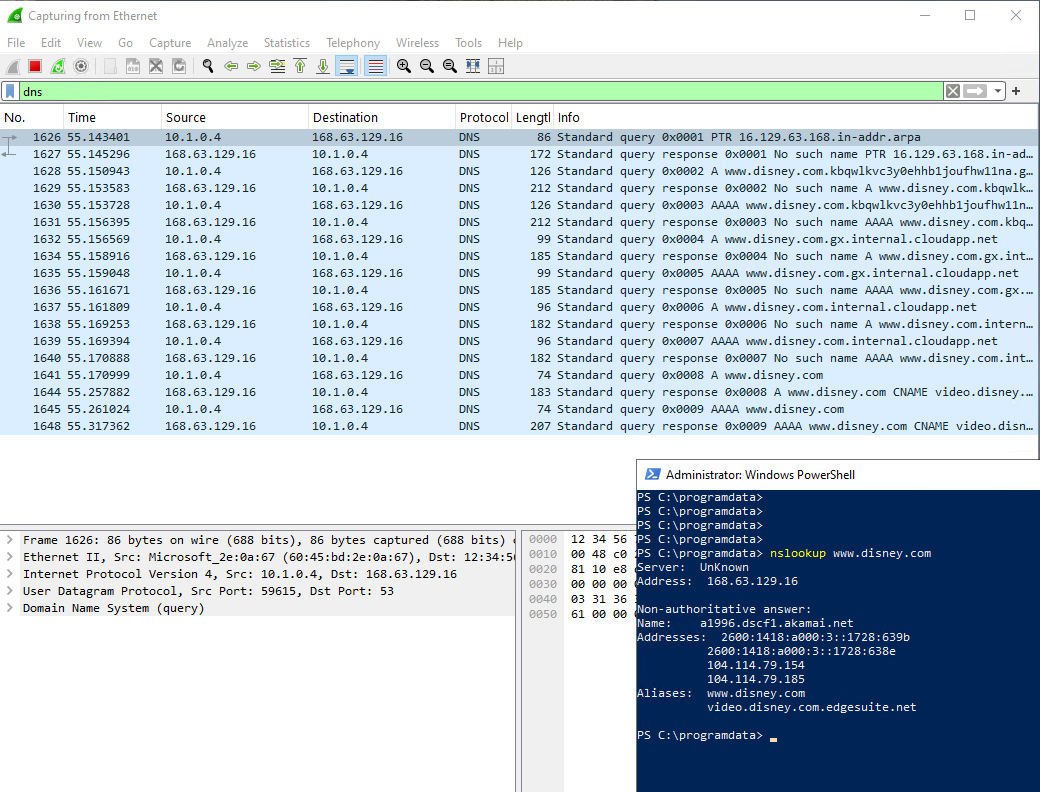 Capturing from Ethernet
File Edit View Go Capture Analyze Statistics Telephony Wireless Tools Help
dns
No. Time Source Destination Protocol Lengtl Info
1626 55.143401 10.1.0.4 168.63.129.16 DNS 86 Standard query 0x0001 PTR 16.129.63.168.in-addr.arpa
1627 55.145296 168.63.129.16 10.1.0.4 DNS 172 Standard query response 0x0001 No such name PTR 16.129.63.168.in-ad…
1628 55.150943 10.1.0.4 168.63.129.16 DNS 126 Standard query 0x0002 A www.disney.com.kbqwlkvc3y0ehhb1joufhw11na.g…
1629 55.153583 168.63.129.16 10.1.0.4 DNS 212 Standard query response 0x0002 No such name A www.disney.com.kbqwlk…
1630 55.153728 10.1.0.4 168.63.129.16 DNS 126 Standard query 0x0003 AAAA www.disney.com.kbqwlkvc3y0ehhb1joufhw11n…
1631 55.156395 168.63.129.16 10.1.0.4 DNS 212 Standard query response 0x0003 No such name AAAA www.disney.com.kbq…
1632 55.156569 10.1.0.4 168.63.129.16 DNS 99 Standard query 0x0004 A www.disney.com.gx.internal.cloudapp.net
1634 55.158916 168.63.129.16 10.1.0.4 DNS 185 Standard query response 0x0004 No such name A www.disney.com.gx.int…
1635 55.159048 10.1.0.4 168.63.129.16 DNS 99 Standard query 0x0005 AAAA www.disney.com.gx.internal.cloudapp.net
1636 55.161671 168.63.129.16 10.1.0.4 DNS 185 Standard query response 0x0005 No such name AAAA www.disney.com.gx.…
1637 55.161809 10.1.0.4 168.63.129.16 DNS 96 Standard query 0x0006 A www.disney.com.internal.cloudapp.net
1638 55.169253 168.63.129.16 10.1.0.4 DNS 182 Standard query response 0x0006 No such name A www.disney.com.intern…
1639 55.169394 10.1.0.4 168.63.129.16 DNS 96 Standard query 0x0007 AAAA www.disney.com.internal.cloudapp.net
1640 55.170888 168.63.129.16 10.1.0.4 DNS 182 Standard query response 0x0007 No such name AAAA www.disney.com.int…
1641 55.170999 10.1.0.4 168.63.129.16 DNS 74 Standard query 0x0008 A www.disney.com
1644 55.257882 168.63.129.16 10.1.0.4 DNS 183 Standard query response 0x0008 A www.disney.com CNAME video.disney.…
1645 55.261024 10.1.0.4 168.63.129.16 DNS 74 Standard query 0x0009 AAAA www.disney.com
1648 55.317362 168.63.129.16 10.1.0.4 DNS 207 Standard query response 0x0009 AAAA www.disney.com CNAME video.disn…
Frame 1626: 86 bytes on wire (688 bits), 86 bytes captured (688 bits)
Ethernet II, Src: Microsoft_2e:0a:67 (60:45:bd:2e:0a:67), Dst: 12:34:56
Internet Protocol Version 4, Src: 10.1.0.4, Dst: 168.63.129.16
User Datagram Protocol, Src Port: 59615, Dst Port: 53
Domain Name System (query)
0000 12 34 56
0010 00 48 c0
0020 81 10 e8
0030 00 00 00
0040 03 31 36
0050 61 00 00
Administrator: Windows PowerShell
PS C:\programdata>
PS C:\programdata>
PS C:\programdata>
PS C:\programdata>
PS C:\programdata> nslookup www.disney.com
Server: UnKnown
Address: 168.63.129.16
Non-authoritative answer:
Name: a1996.dscf1.akamai.net
Addresses: 2600:1418:a000:3::1728:639b
2600:1418:a000:3::1728:638e
104.114.79.154
104.114.79.185
Aliases: www.disney.com
video.disney.com.edgesuite.net
PS C:\programdata>